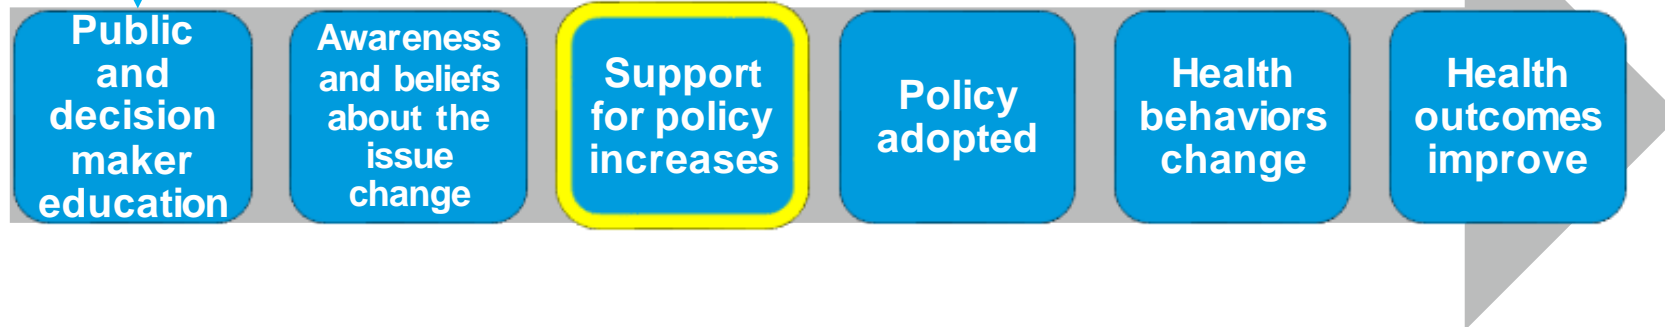 Public
and
decision
maker
education
Awareness
and beliefs
about the
issue
change
Support
for policy
increases
Policy
adopted
Health
behaviors
change
Health
outcomes
improve